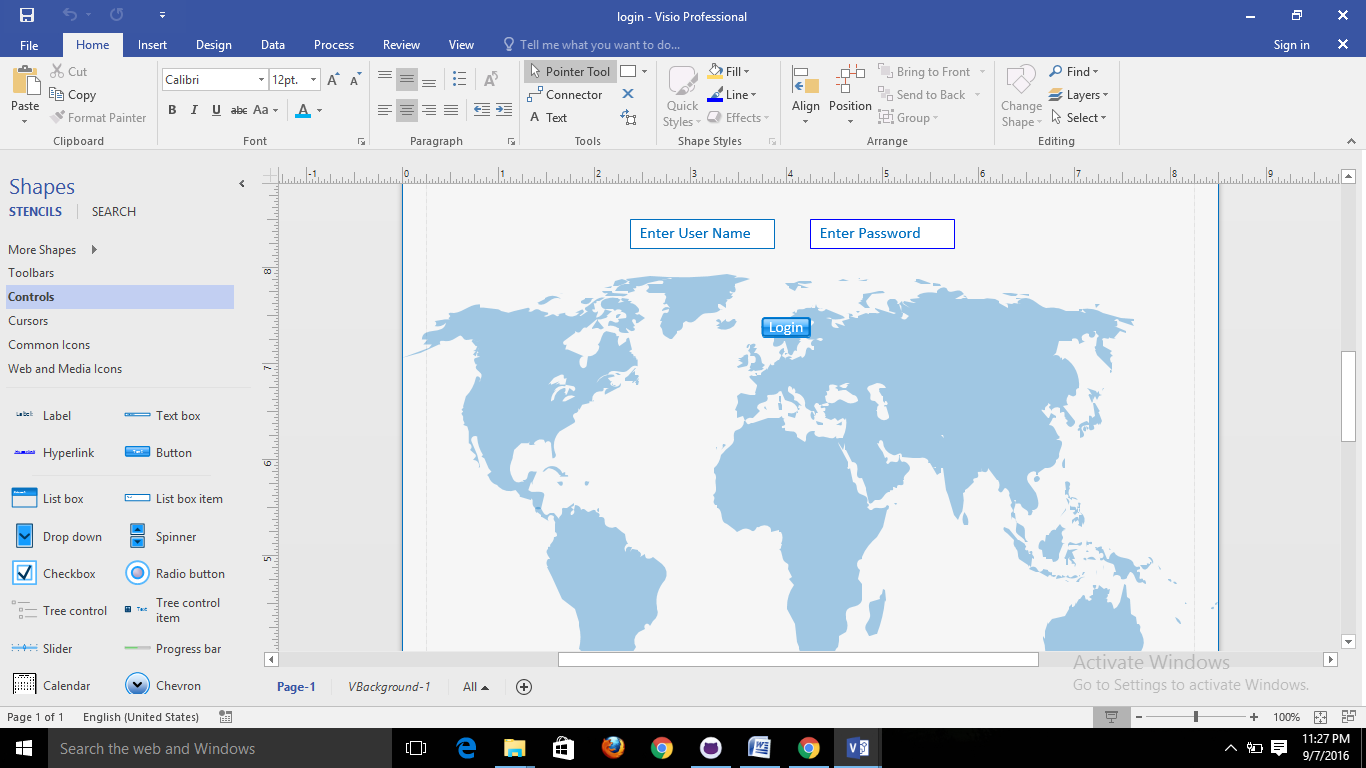 login - Visio Professional
File Home Insert Design Data Process Review View Tell me what you want to do... Sign in
Paste
Cut
Copy
Format Painter
Clipboard
Calibri 12pt.
B I U abc Aa A
Font
Paragraph
Pointer Tool
Connector
A Text
Tools
Quick Styles
Fill
Line
Effects
Shape Styles
Align Position
Bring to Front
Send to Back
Group
Arrange
Change Shape
Find
Layers
Select
Editing
Shapes
STENCILS SEARCH
More Shapes
Toolbars
Controls
Cursors
Common Icons
Web and Media Icons
Label Text box
Hyperlink Button
List box List box item
Drop down Spinner
Checkbox Radio button
Tree control Tree control item
Slider Progress bar
Calendar Chevron
-1 0 1 2 3 4 5 6 7 8 9
8
7
6
5
Enter User Name Enter Password
Login
Activate Windows
Go to Settings to activate Windows.
Page-1 VBackground-1 All
Page 1 of 1 English (United States) 100%
Search the web and Windows
11:27 PM
9/7/2016